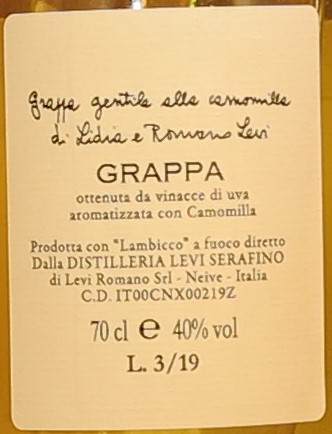 Grappa gentile alla camomilla
di Lidia e Romano Levi
GRAPPA
ottenuta da vinacce di uva
aromatizzata con Camomilla
Prodotta con "Lambicco" a fuoco diretto
Dalla DISTILLERIA LEVI SERAFINO
di Levi Romano Srl - Neive - Italia
C.D. IT00CNX00219Z
70 cl e 40% vol
L. 3/19